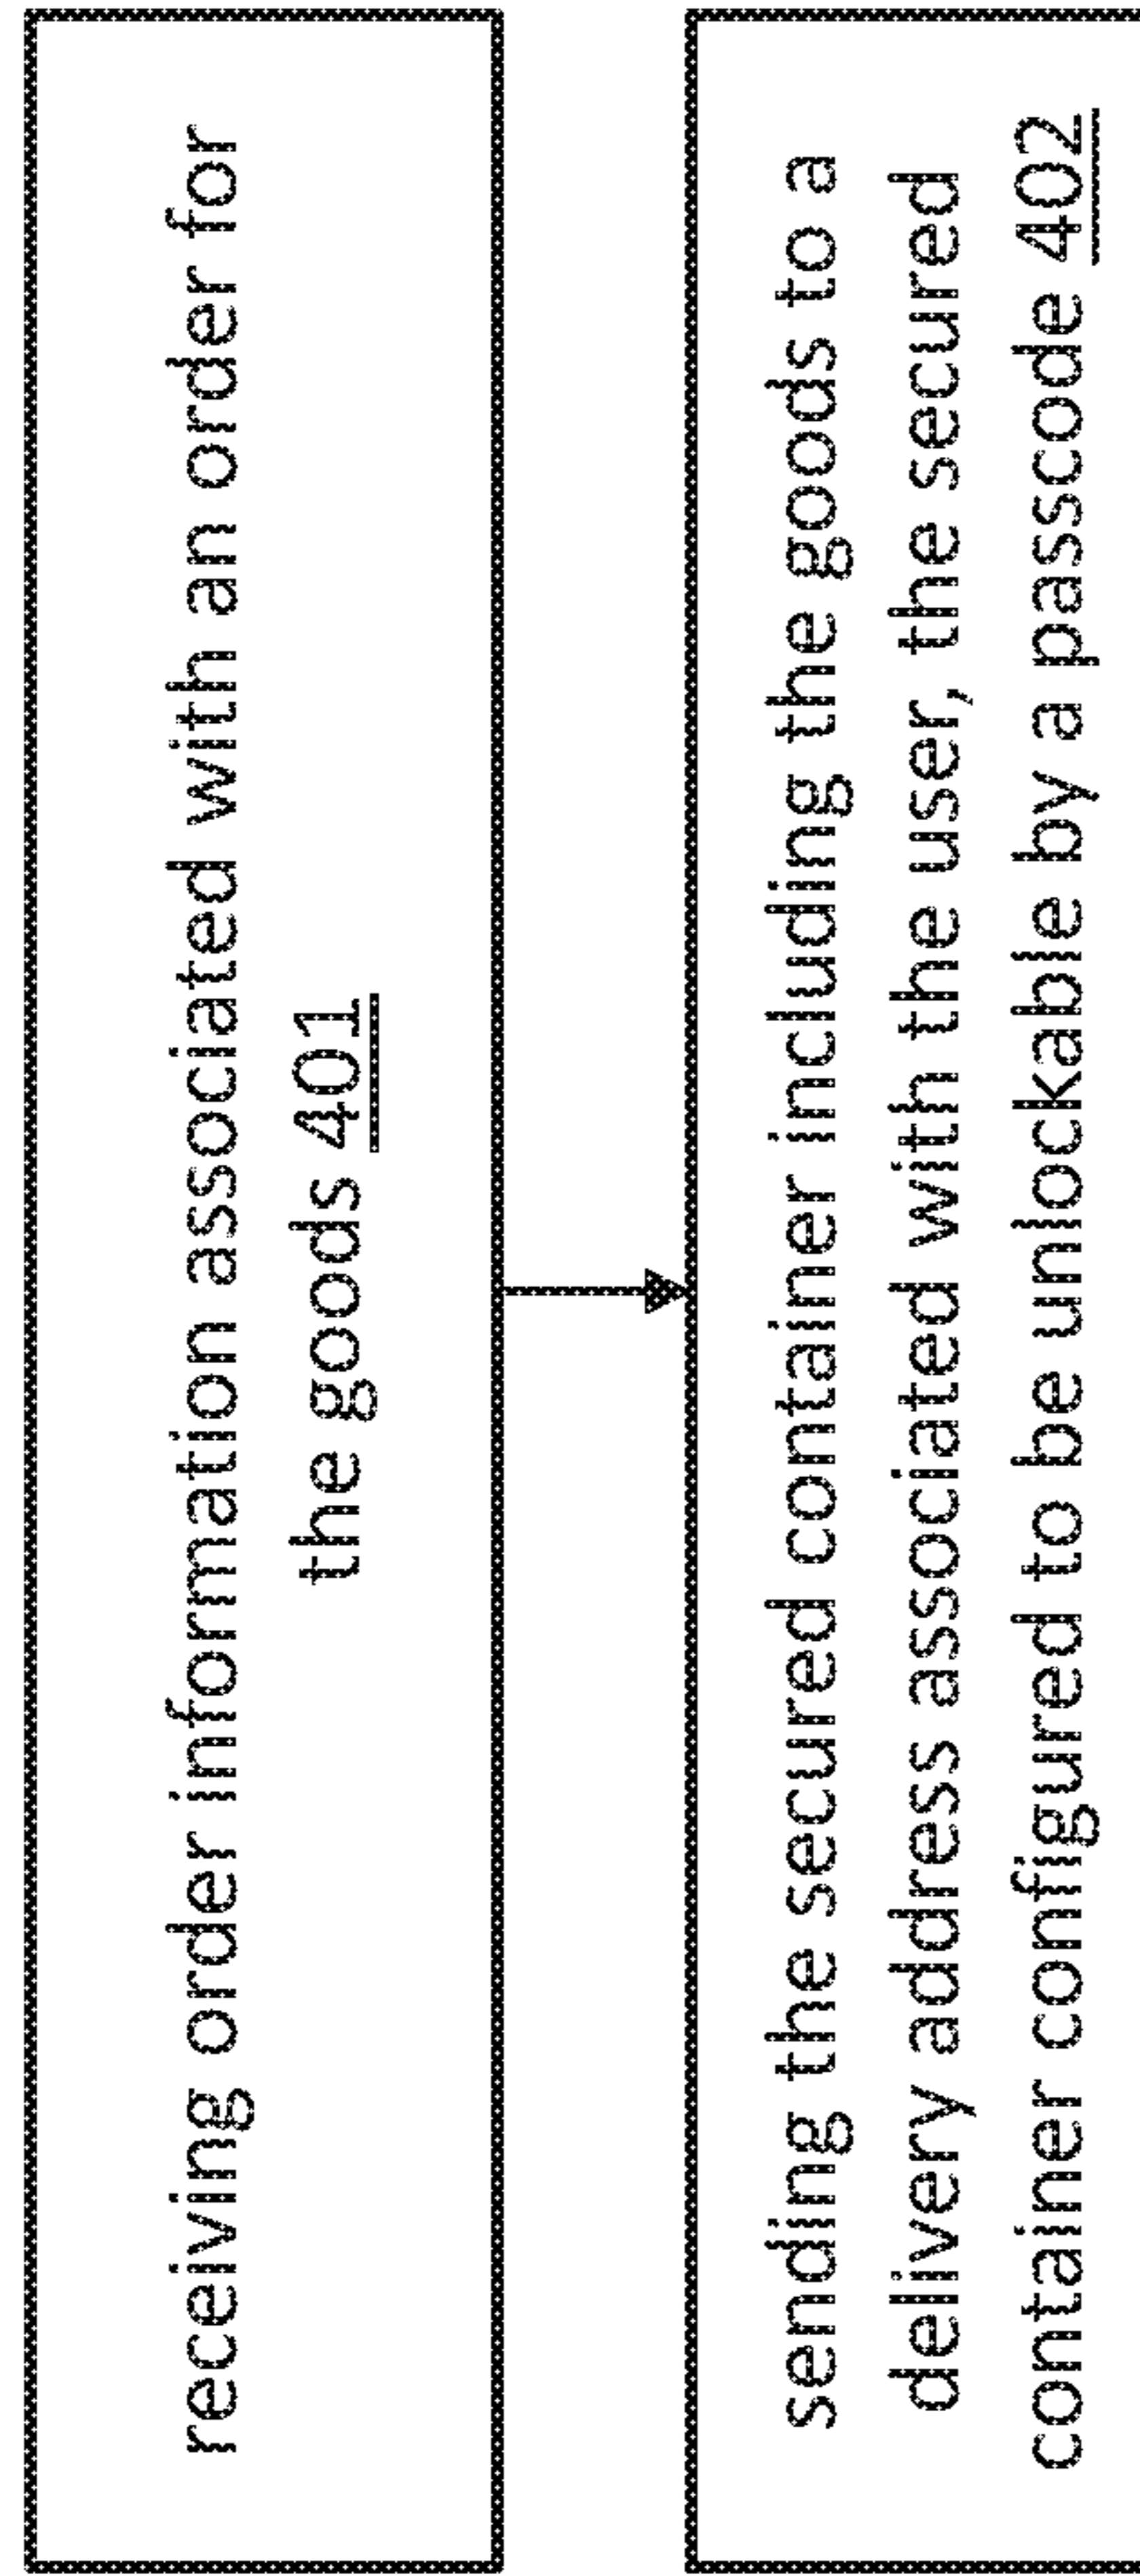 receiving order information associated with an order for
the goods 401
sending the secured container including the goods to a
delivery address associated with the user, the secured
container configured to be unlockable by a passcode 402